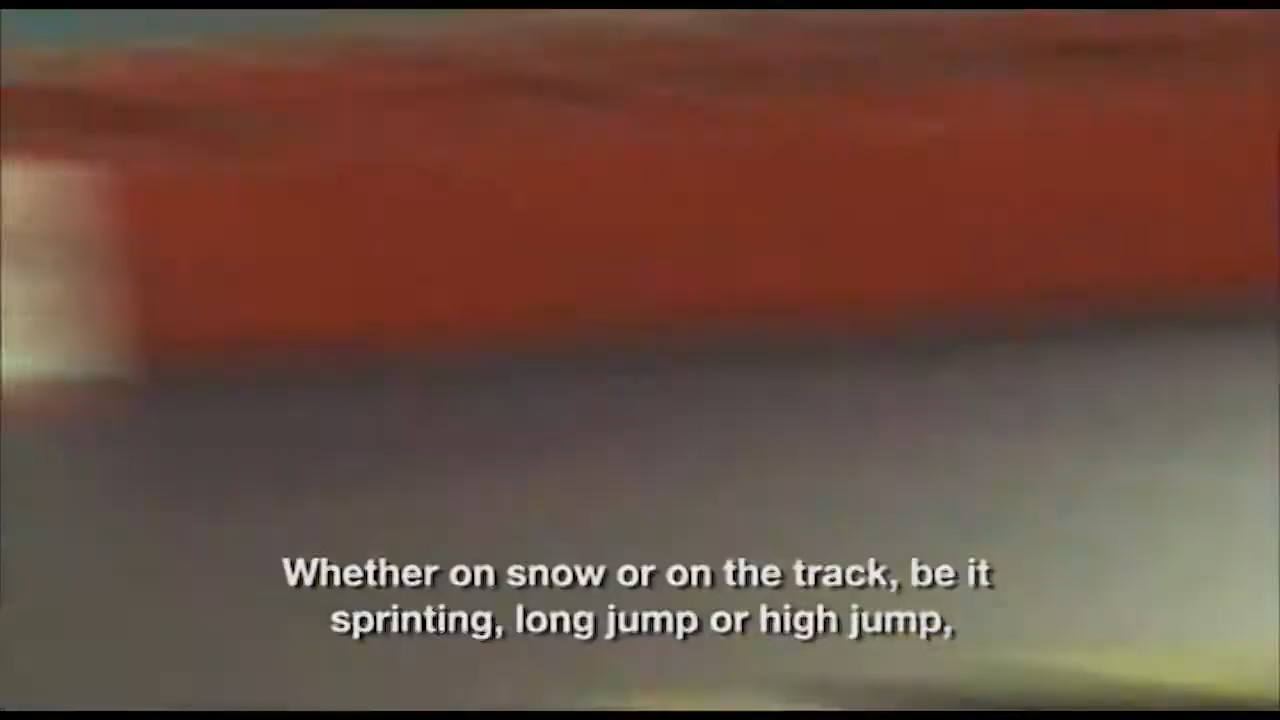 Whether on snow or on the track, be it
sprinting, long jump or high jump,